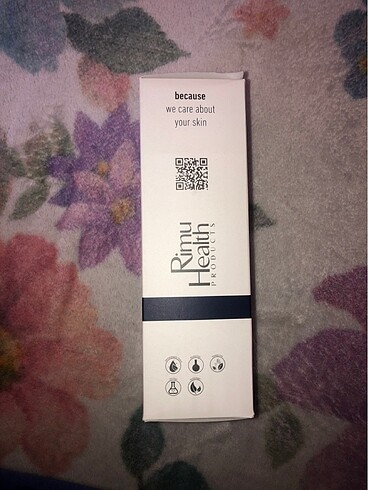 because
we care about
your skin
Rimu
Health
PRODUCTS